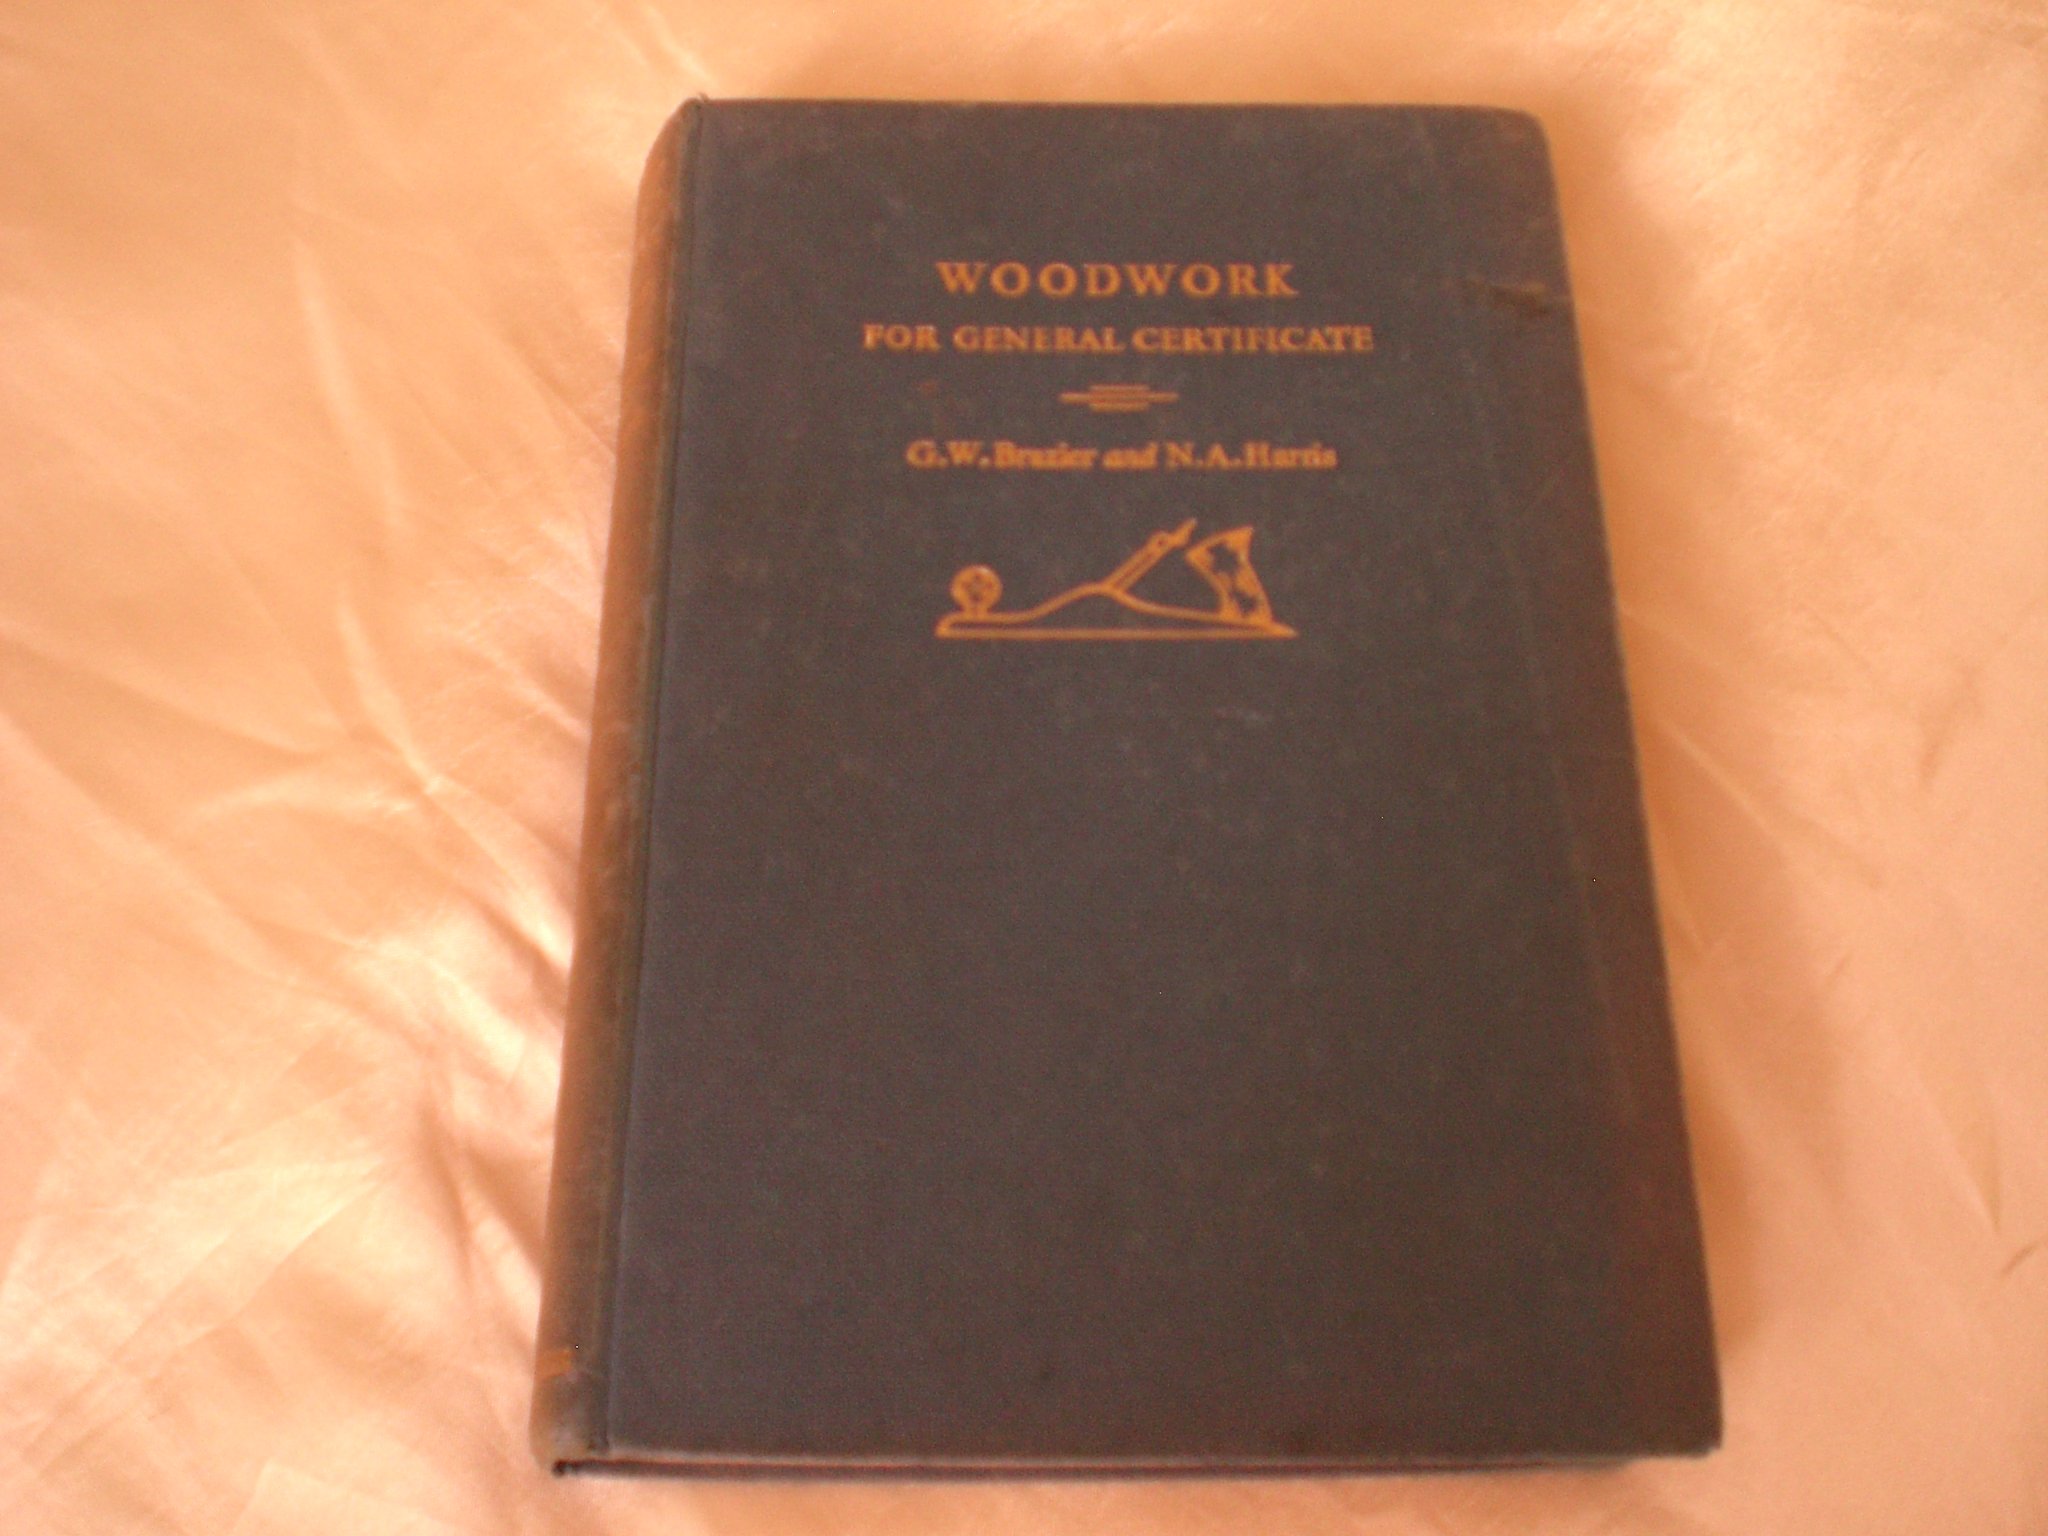 WOODWORK
FOR GENERAL CERTIFICATE
G.W. Brazier and N.A. Harris